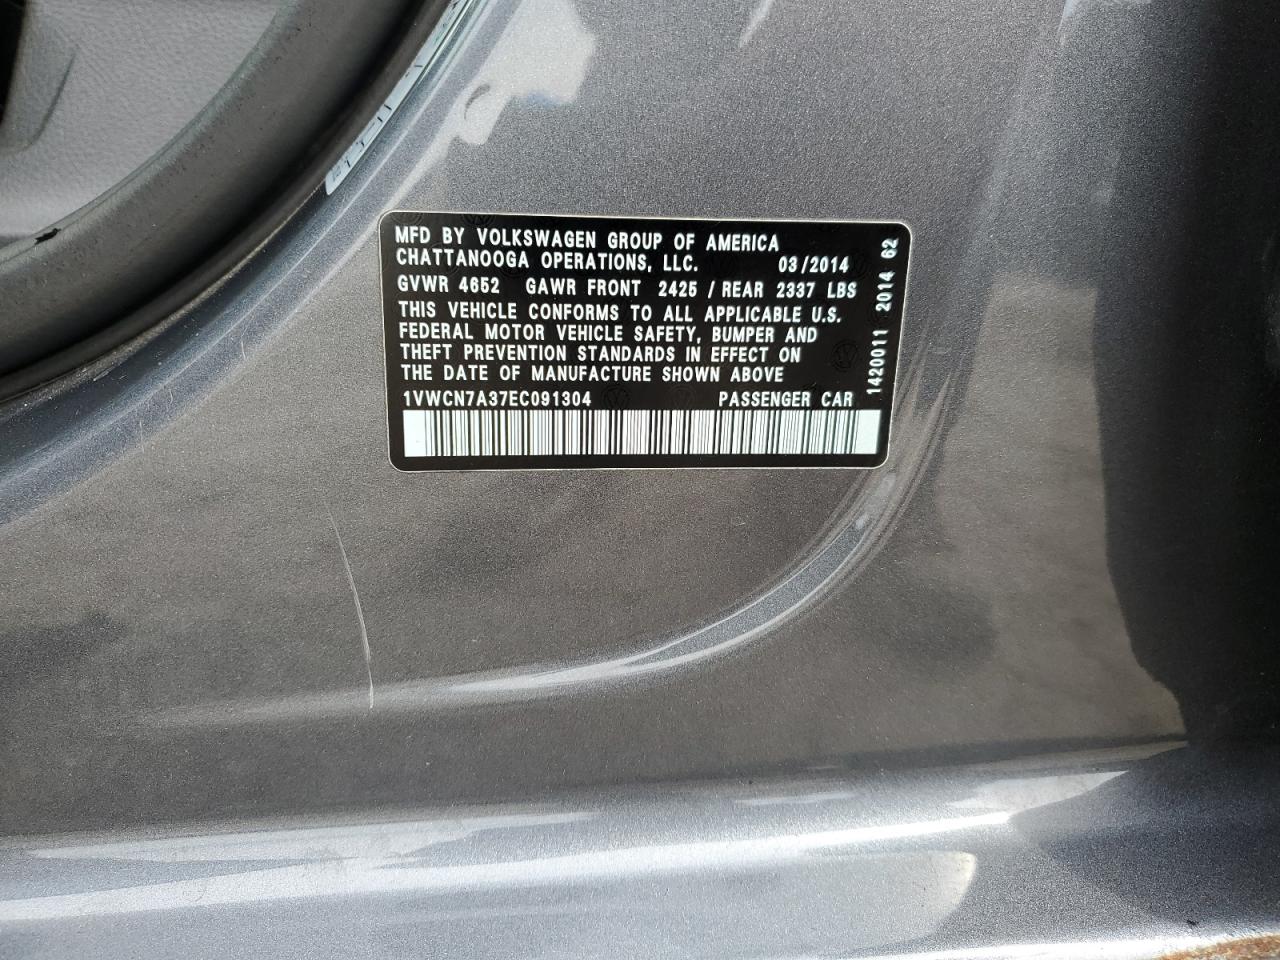 MFD BY VOLKSWAGEN GROUP OF AMERICA
CHATTANOOGA OPERATIONS, LLC. 03/2014
GVWR 4652 GAWR FRONT 2425 / REAR 2337 LBS
THIS VEHICLE CONFORMS TO ALL APPLICABLE U.S.
FEDERAL MOTOR VEHICLE SAFETY, BUMPER AND
THEFT PREVENTION STANDARDS IN EFFECT ON
THE DATE OF MANUFACTURE SHOWN ABOVE
1VWCN7A37EC091304 PASSENGER CAR
1420011 2014 62